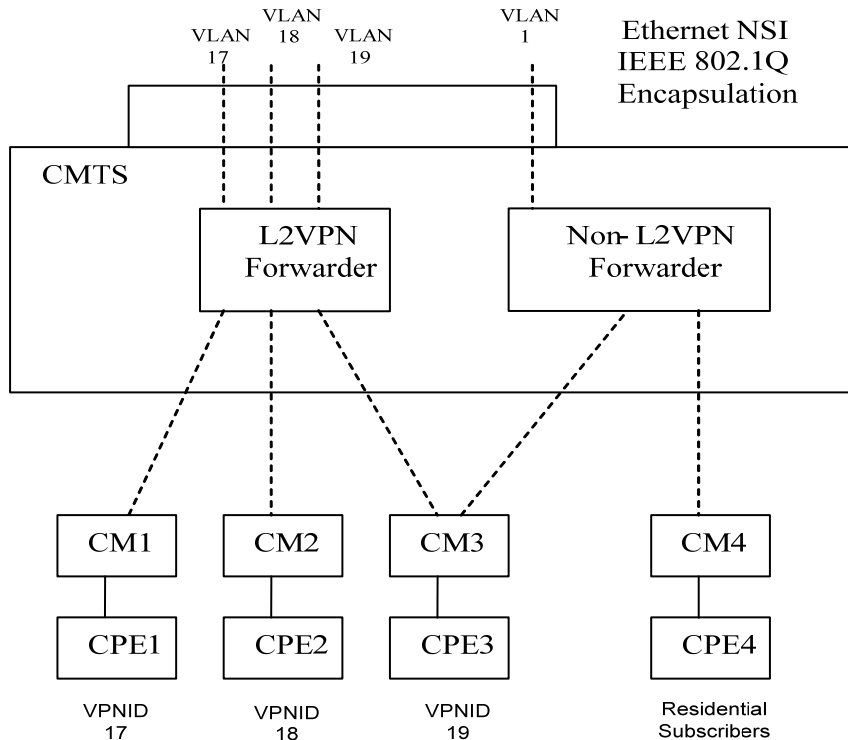 VLAN
17
VLAN
18
VLAN
19
VLAN
1
Ethernet NSI
IEEE 802.1Q
Encapsulation
CMTS
L2VPN
Forwarder
Non-L2VPN
Forwarder
CM1
CM2
CM3
CM4
CPE1
CPE2
CPE3
CPE4
VPNID
17
VPNID
18
VPNID
19
Residential
Subscribers